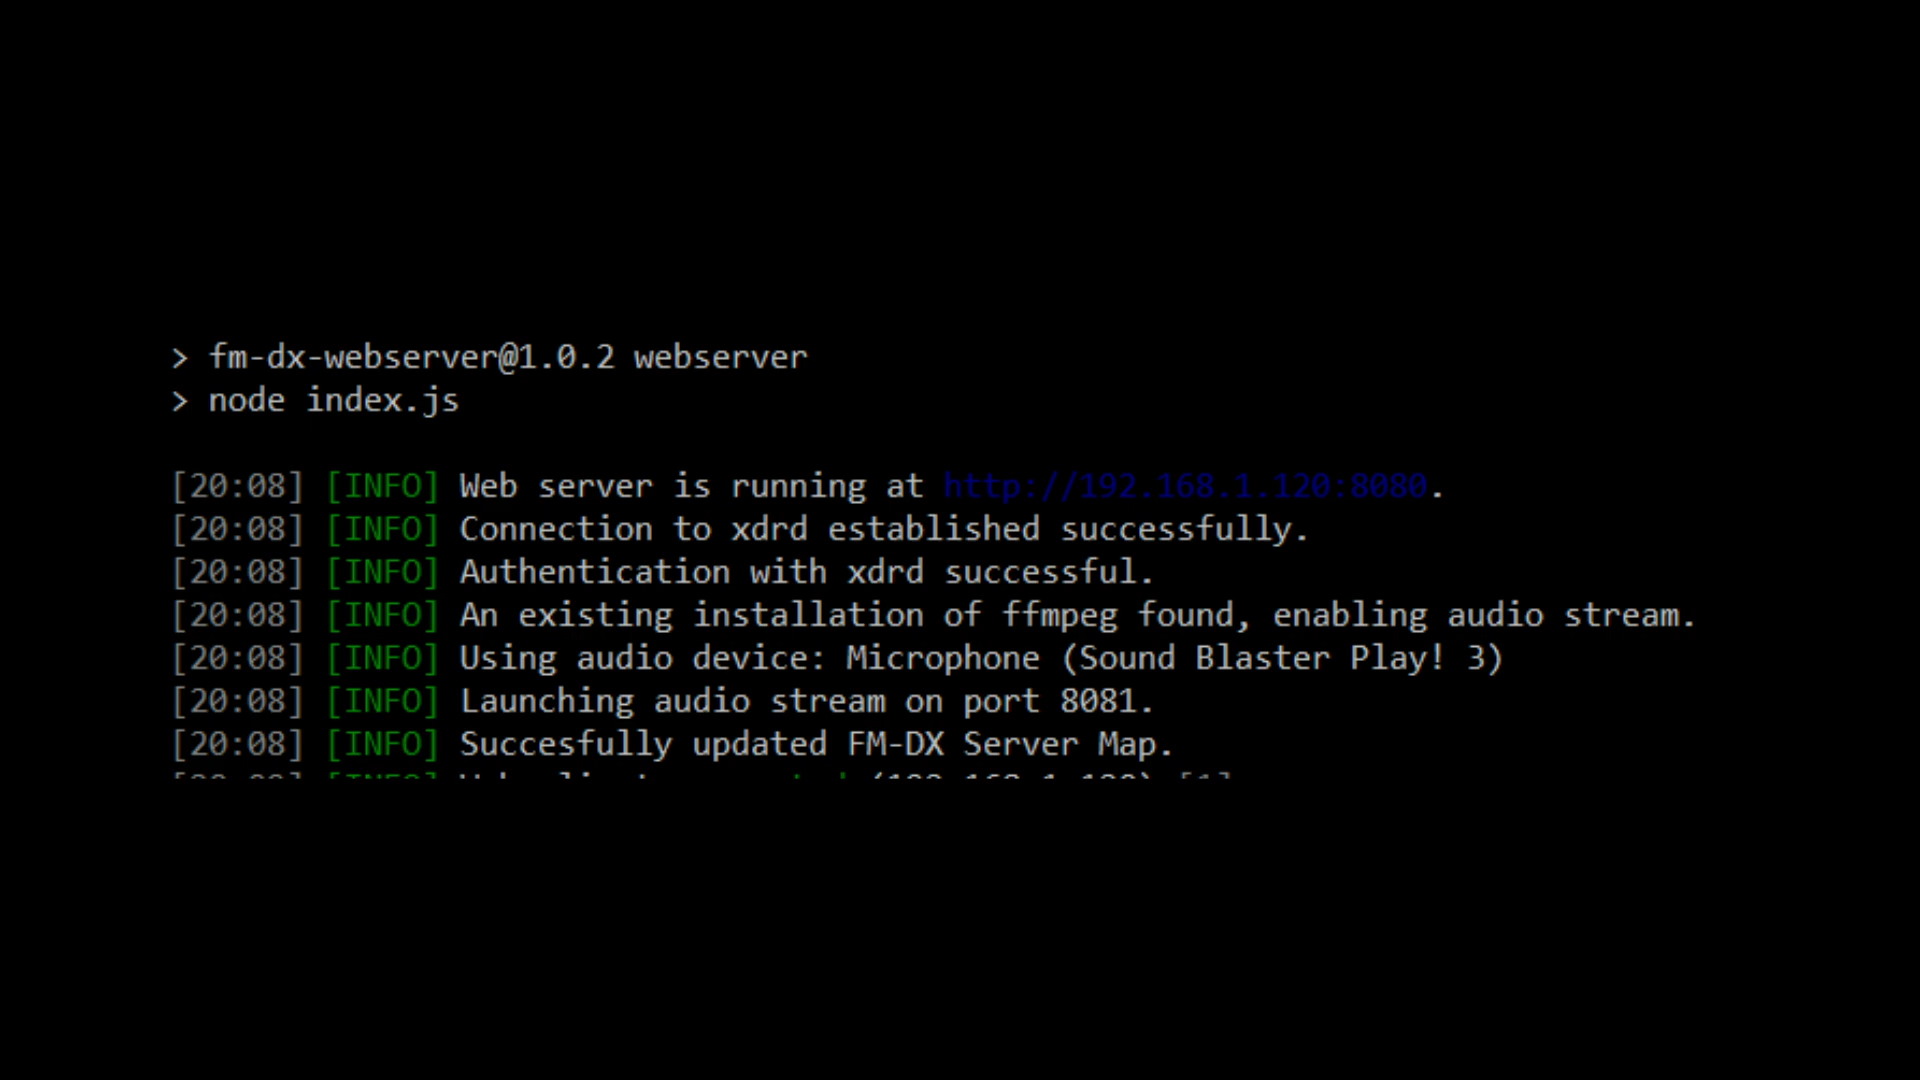 > fm-dx-webserver@1.0.2 webserver
> node index.js
[20:08] [INFO] Web server is running at http://192.168.1.120:8080.
[20:08] [INFO] Connection to xdrd established successfully.
[20:08] [INFO] Authentication with xdrd successful.
[20:08] [INFO] An existing installation of ffmpeg found, enabling audio stream.
[20:08] [INFO] Using audio device: Microphone (Sound Blaster Play! 3)
[20:08] [INFO] Launching audio stream on port 8081.
[20:08] [INFO] Succesfully updated FM-DX Server Map.